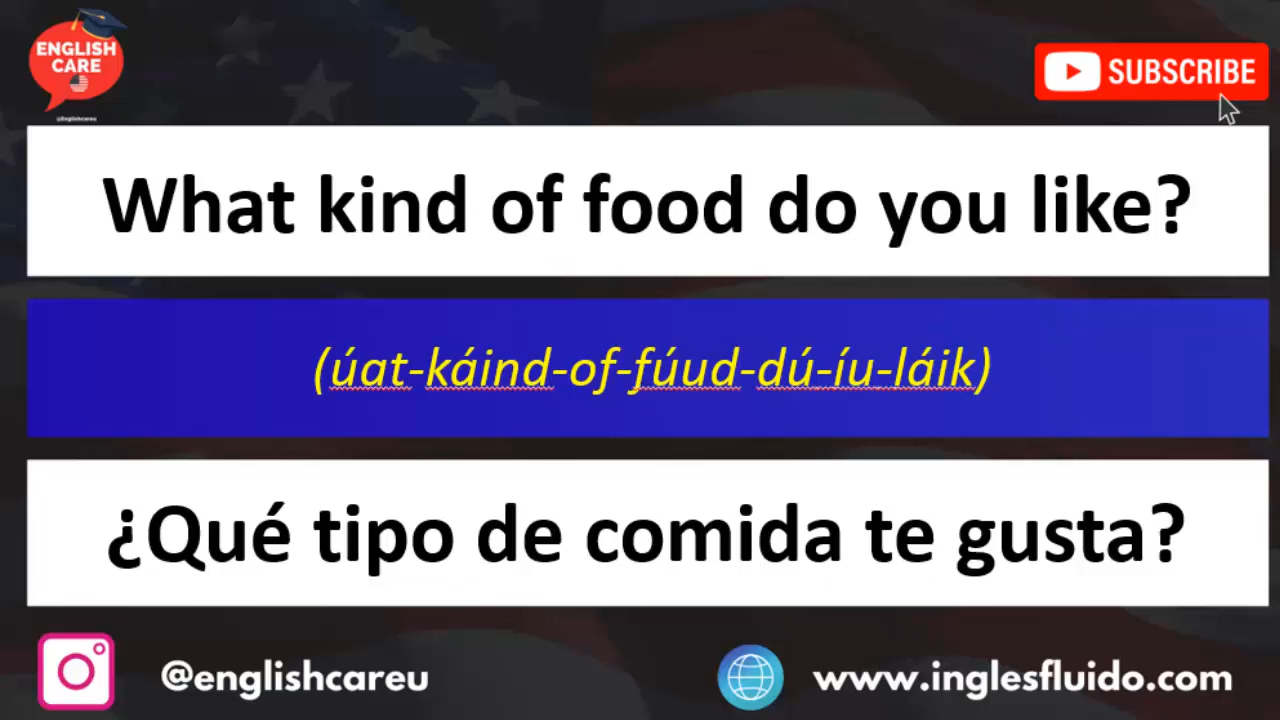 ENGLISH
CARE
@Englishcareu
SUBSCRIBE
What kind of food do you like?
(úat-káind-of-fúud-dú-íu-láik)
¿Qué tipo de comida te gusta?
@englishcareu
www.inglesfluido.com